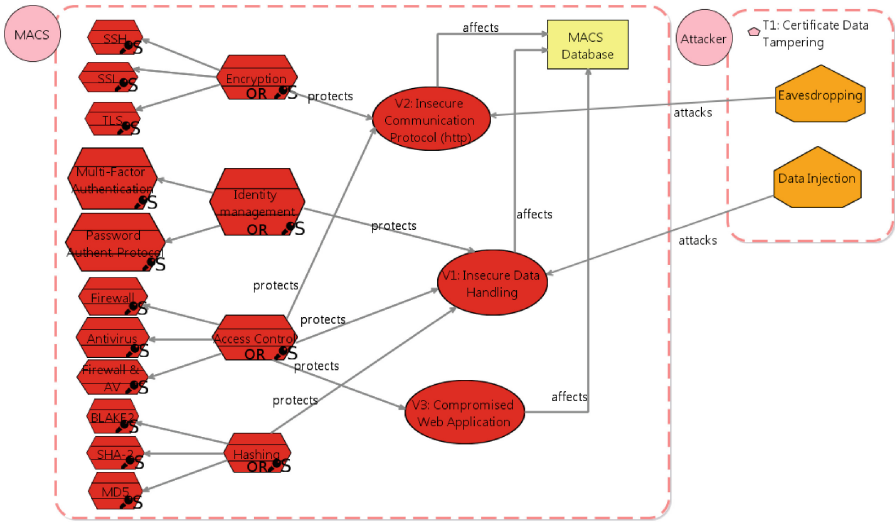 MACS
SSH
S
SSL
S
TLS
S
Encryption
OR S
protects
V2: Insecure
Communication
Protocol (http)
affects
MACS
Database
Attacker
T1: Certificate Data
Tampering
Eavesdropping
attacks
Data Injection
attacks
Multi-Factor
Authentication
S
Password
Authent. Protocol
S
Identity
management
OR S
protects
affects
V1: Insecure Data
Handling
protects
Firewall
S
Antivirus
S
Firewall &
AV S
Access Control
OR S
protects
protects
V3: Compromised
Web Application
affects
protects
BLAKE2
S
SHA-2
S
MD5
S
Hashing
OR S